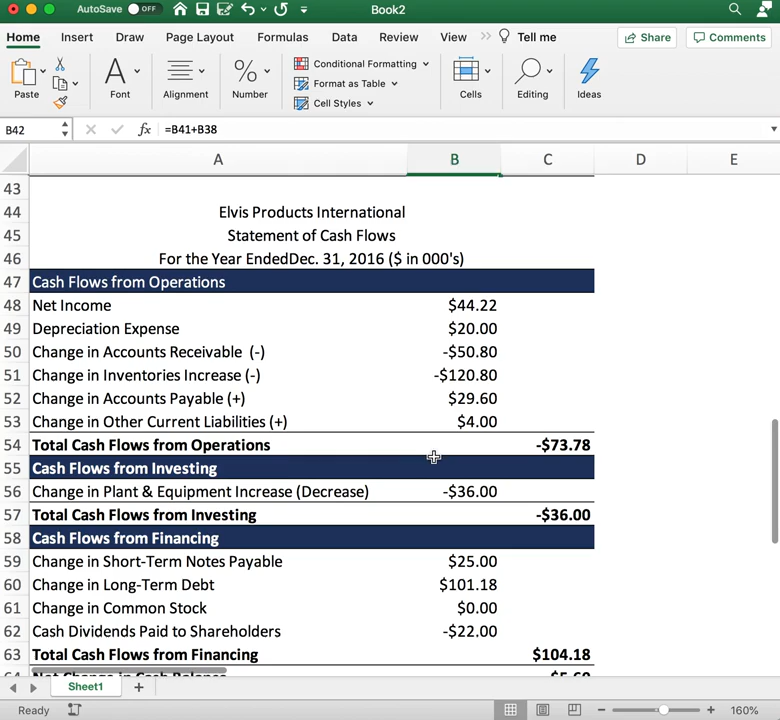 AutoSave OFF Book2
Home Insert Draw Page Layout Formulas Data Review View Tell me Share Comments
Paste Font Alignment Number Conditional Formatting Format as Table Cell Styles Cells Editing Ideas
B42 fx =B41+B38
A B C D E
43
44 Elvis Products International
45 Statement of Cash Flows
46 For the Year EndedDec. 31, 2016 ($ in 000's)
47 Cash Flows from Operations
48 Net Income $44.22
49 Depreciation Expense $20.00
50 Change in Accounts Receivable (-) -$50.80
51 Change in Inventories Increase (-) -$120.80
52 Change in Accounts Payable (+) $29.60
53 Change in Other Current Liabilities (+) $4.00
54 Total Cash Flows from Operations -$73.78
55 Cash Flows from Investing
56 Change in Plant & Equipment Increase (Decrease) -$36.00
57 Total Cash Flows from Investing -$36.00
58 Cash Flows from Financing
59 Change in Short-Term Notes Payable $25.00
60 Change in Long-Term Debt $101.18
61 Change in Common Stock $0.00
62 Cash Dividends Paid to Shareholders -$22.00
63 Total Cash Flows from Financing $104.18
Sheet1 +
Ready 160%